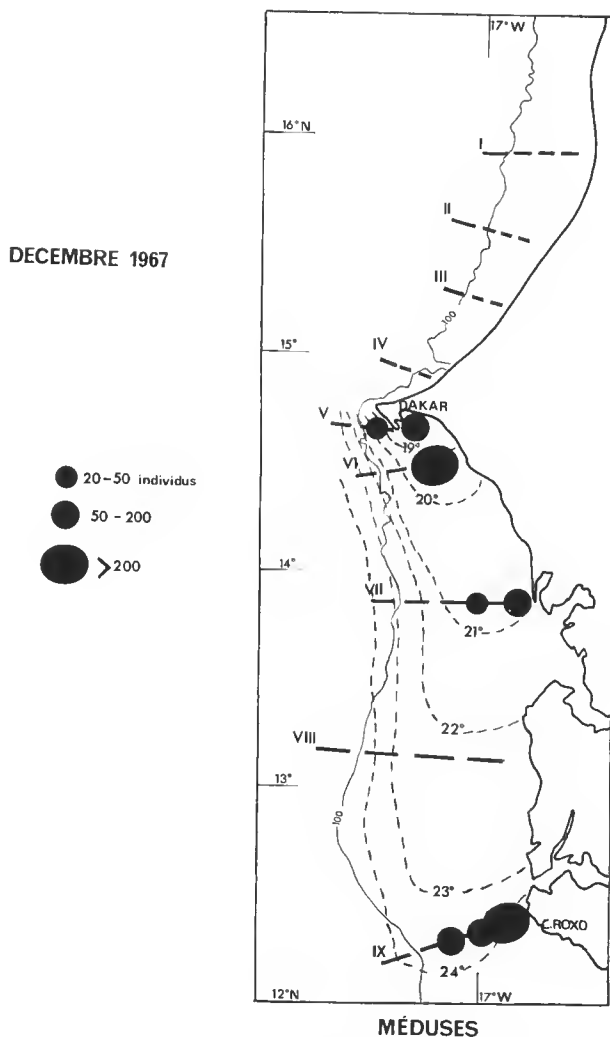 17° W
16° N
I
II
DECEMBRE 1967
III
100
15°
IV
V
DAKAR
19°
VI
20°
20-50 individus
50 - 200
>200
14°
VII
21°
22°
VIII
13°
100
23°
C.ROXO
IX
24°
12° N
17° W
MÉDUSES